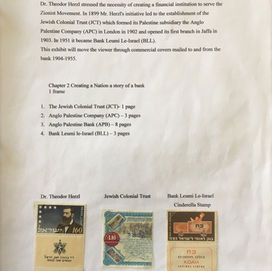 Dr. Theodor Herzl stressed the necessity of creating a financial institution to serve the
Zionist Movement. In 1899 Mr. Herzl's initiative led to the establishment of the
Jewish Colonial Trust (JCT) which formed its Palestine subsidiary the Anglo
Palestine Company (APC) in London in 1902 and opened its first branch in Jaffa in
1903. In 1951 it became Bank Leumi Le-Israel (BLL).
This exhibit will move the viewer through commercial covers mailed to and from the
bank 1904-1955.
Chapter 2 Creating a Nation a story of a bank
1 frame
1. The Jewish Colonial Trust (JCT)- 1 page
2. Anglo Palestine Company (APC) – 3 pages
3. Anglo Palestine Bank (APB) – 8 pages
4. Bank Leumi le-Israel (BLL) – 3 pages
Dr. Theodor Herzl Jewish Colonial Trust Bank Leumi Le-Israel
Cinderella Stamp
160